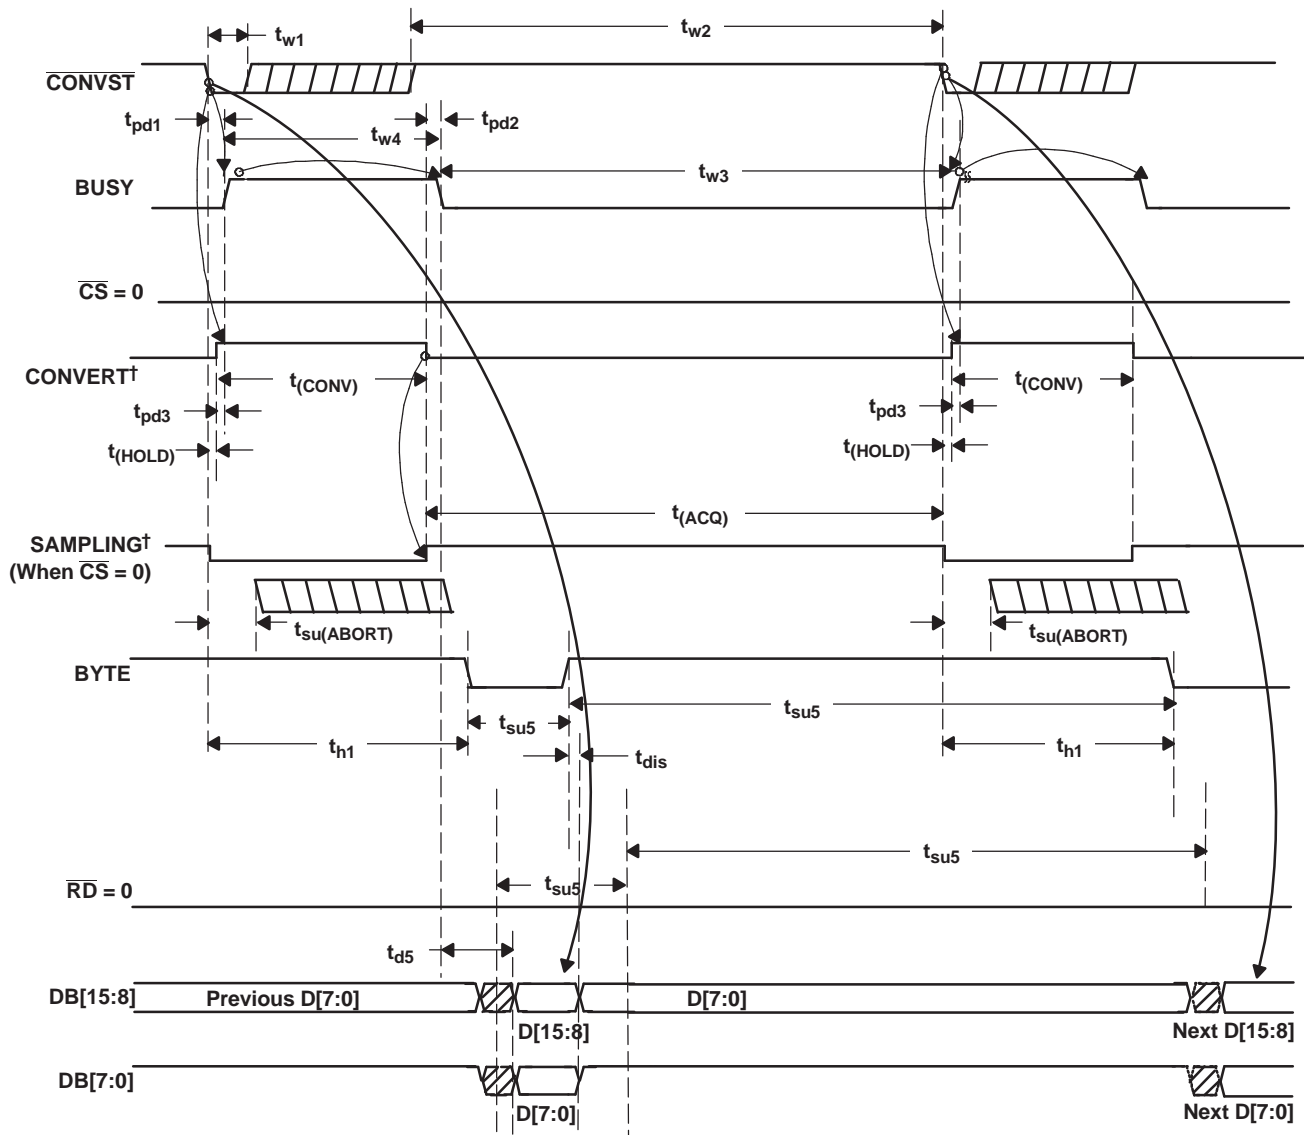 tw1
tw2
CONVST
tpd1
tw4
tpd2
tw3
BUSY
CS = 0
CONVERT†
t(CONV)
t(CONV)
tpd3
tpd3
t(HOLD)
t(HOLD)
t(ACQ)
SAMPLING†
(When CS = 0)
tsu(ABORT)
tsu(ABORT)
BYTE
tsu5
tsu5
th1
tdis
th1
tsu5
tsu5
RD = 0
td5
DB[15:8]
Previous D[7:0]
D[7:0]
D[15:8]
Next D[15:8]
DB[7:0]
D[7:0]
Next D[7:0]